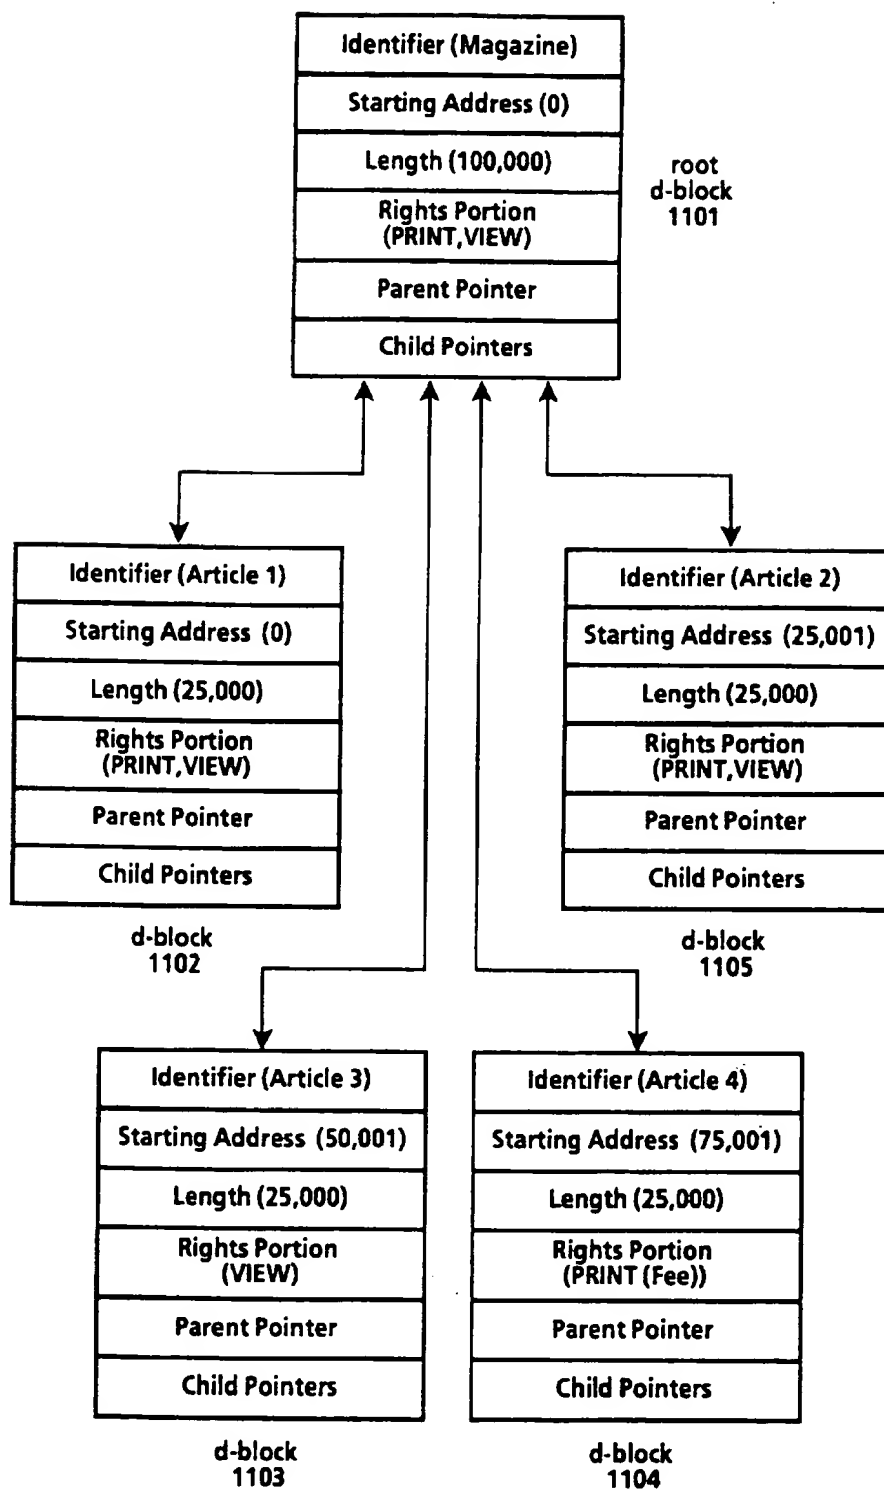 Identifier (Magazine)
Starting Address (0)
Length (100,000)
Rights Portion
(PRINT,VIEW)
Parent Pointer
Child Pointers
root
d-block
1101
Identifier (Article 1)
Starting Address (0)
Length (25,000)
Rights Portion
(PRINT,VIEW)
Parent Pointer
Child Pointers
d-block
1102
Identifier (Article 2)
Starting Address (25,001)
Length (25,000)
Rights Portion
(PRINT,VIEW)
Parent Pointer
Child Pointers
d-block
1105
Identifier (Article 3)
Starting Address (50,001)
Length (25,000)
Rights Portion
(VIEW)
Parent Pointer
Child Pointers
d-block
1103
Identifier (Article 4)
Starting Address (75,001)
Length (25,000)
Rights Portion
(PRINT (Fee))
Parent Pointer
Child Pointers
d-block
1104